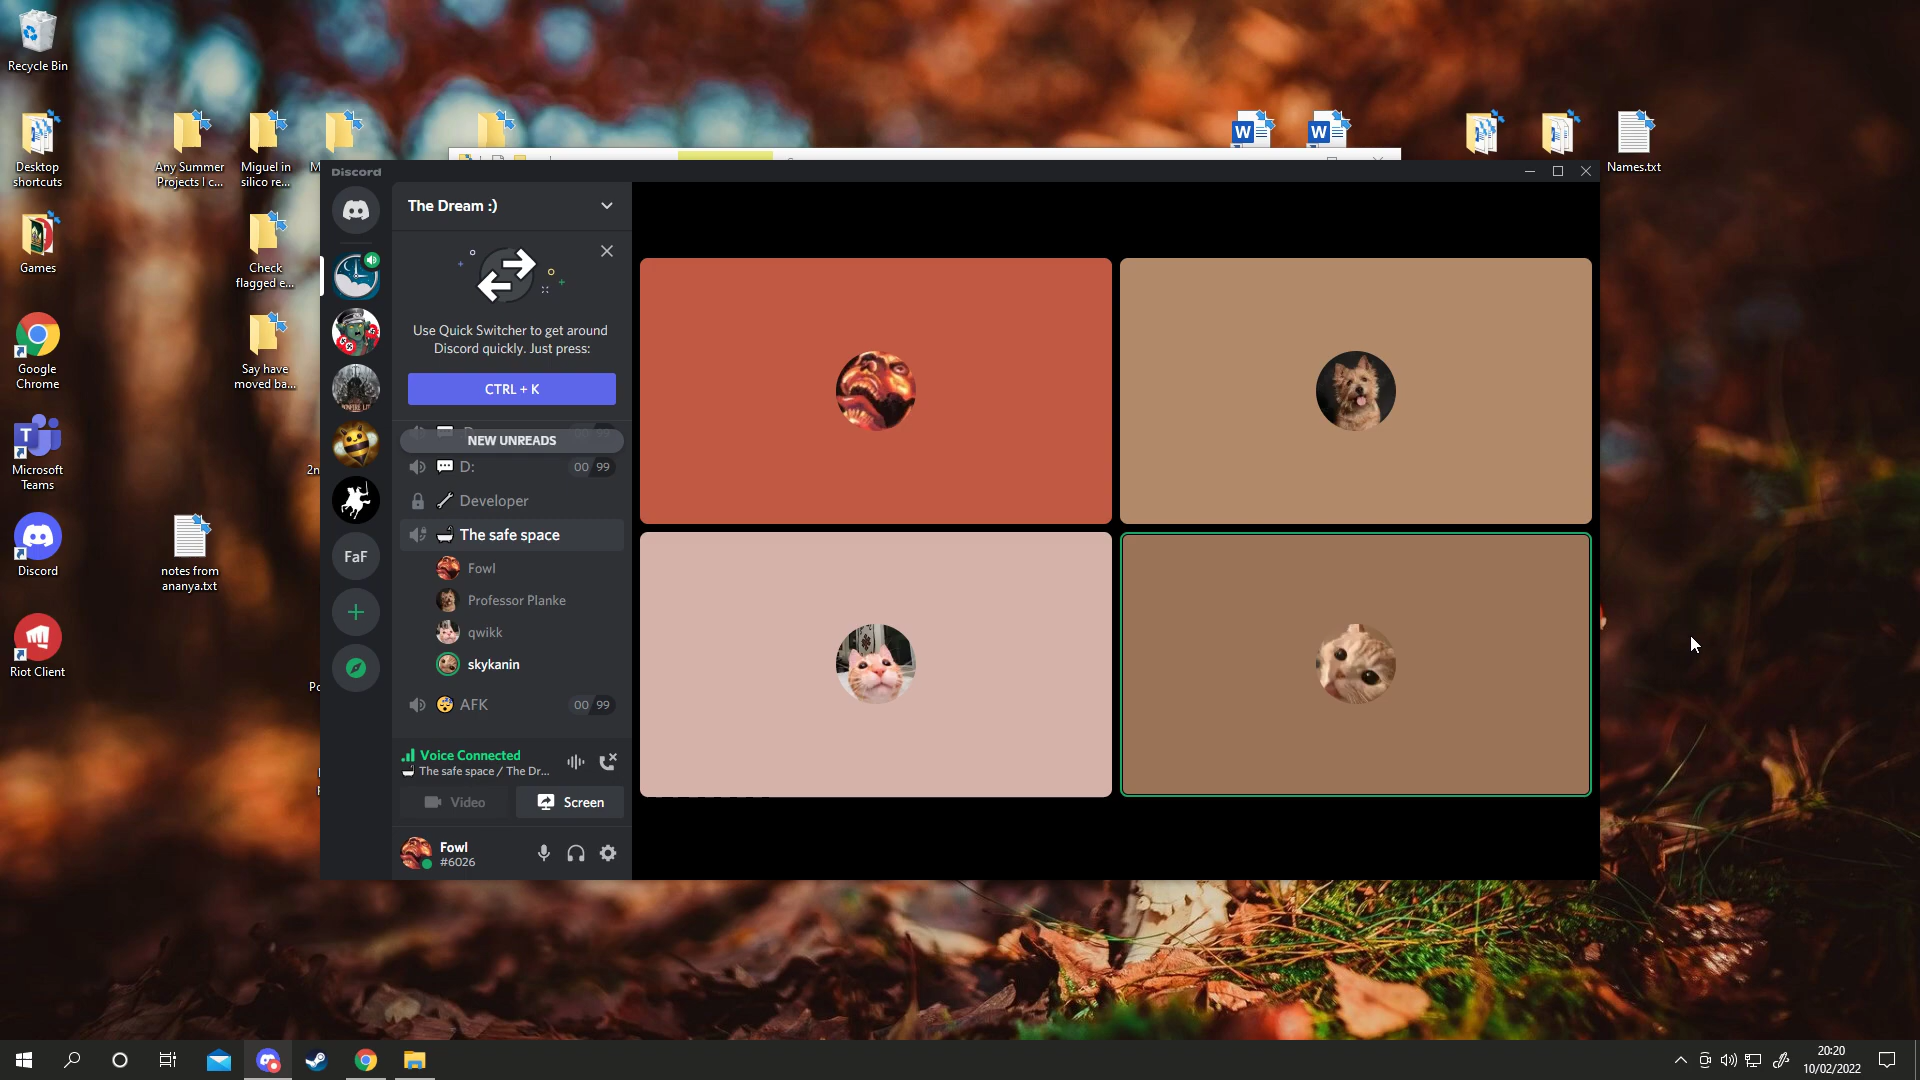 Recycle Bin
Desktop
shortcuts
Any Summer
Projects I c...
Miguel in
silico re...
M
Names.txt
Games
Check
flagged e...
Google
Chrome
Say have
moved ba...
Microsoft
Teams
2n
Discord
notes from
ananya.txt
Riot Client
Po
Discord
The Dream :)
Use Quick Switcher to get around
Discord quickly. Just press:
CTRL + K
NEW UNREADS
D:
00 99
Developer
The safe space
Fowl
Professor Planke
qwikk
skykanin
AFK
00 99
FaF
Voice Connected
The safe space / The Dr...
Video
Screen
Fowl
#6026
20:20
10/02/2022